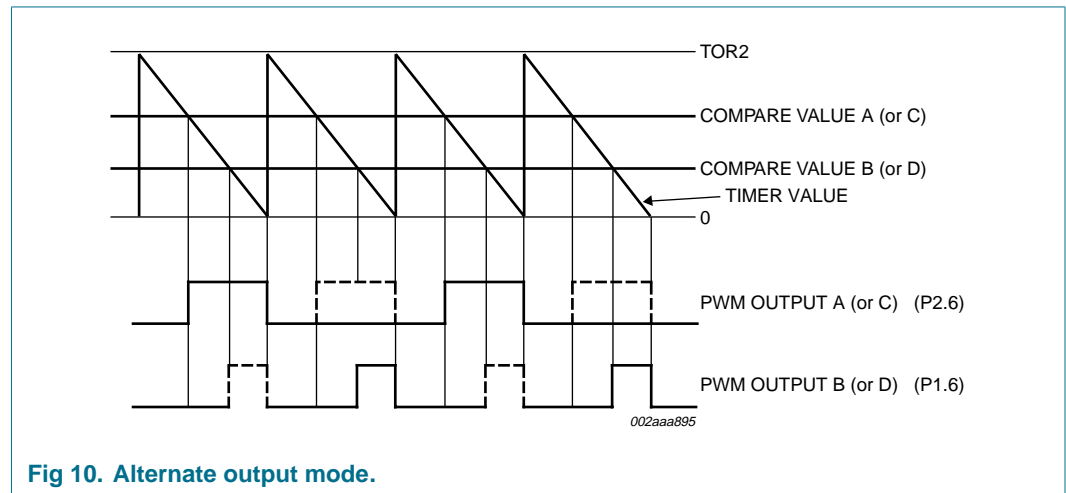 TOR2
COMPARE VALUE A (or C)
COMPARE VALUE B (or D)
TIMER VALUE
0
PWM OUTPUT A (or C) (P2.6)
PWM OUTPUT B (or D) (P1.6)
002aaa895
Fig 10. Alternate output mode.